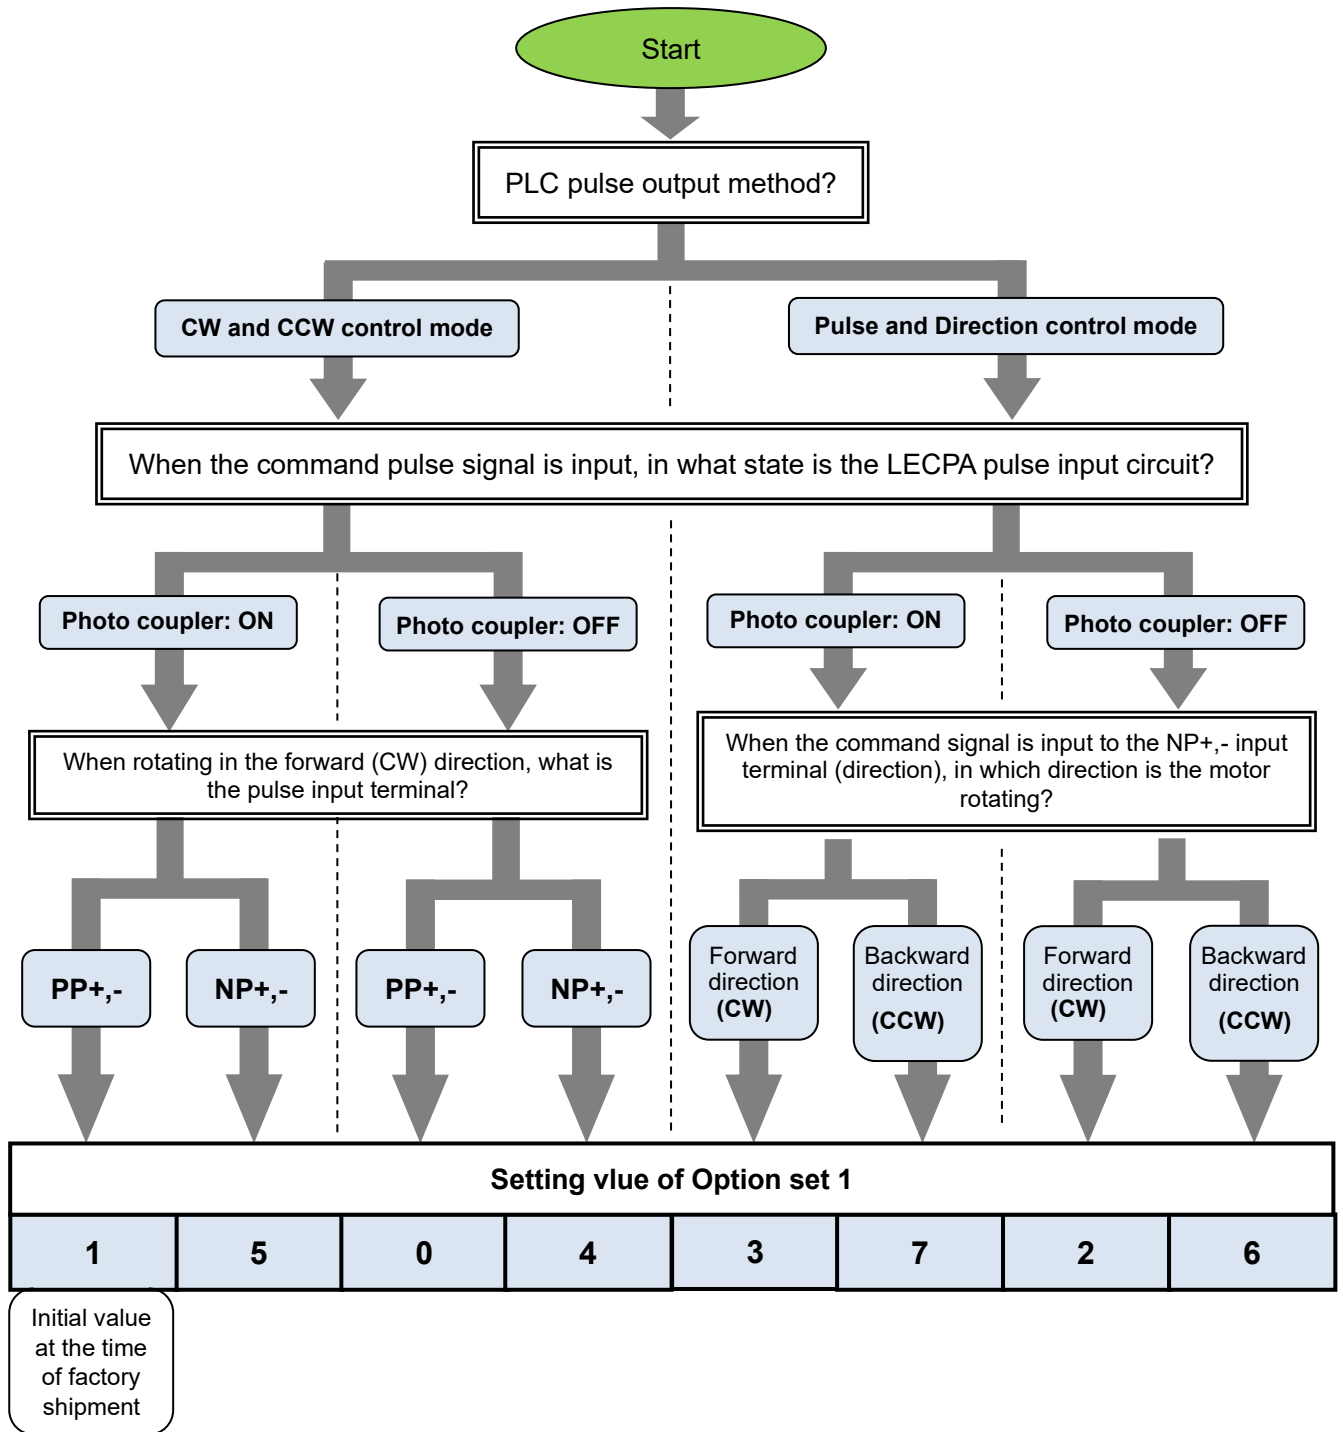 Start
PLC pulse output method?
CW and CCW control mode
Pulse and Direction control mode
When the command pulse signal is input, in what state is the LECPA pulse input circuit?
Photo coupler: ON
Photo coupler: OFF
Photo coupler: ON
Photo coupler: OFF
When rotating in the forward (CW) direction, what is
the pulse input terminal?
When the command signal is input to the NP+,- input
terminal (direction), in which direction is the motor
rotating?
PP+,-
NP+,-
PP+,-
NP+,-
Forward
direction
(CW)
Backward
direction
(CCW)
Forward
direction
(CW)
Backward
direction
(CCW)
Setting vlue of Option set 1
1 5 0 4 3 7 2 6
Initial value
at the time
of factory
shipment